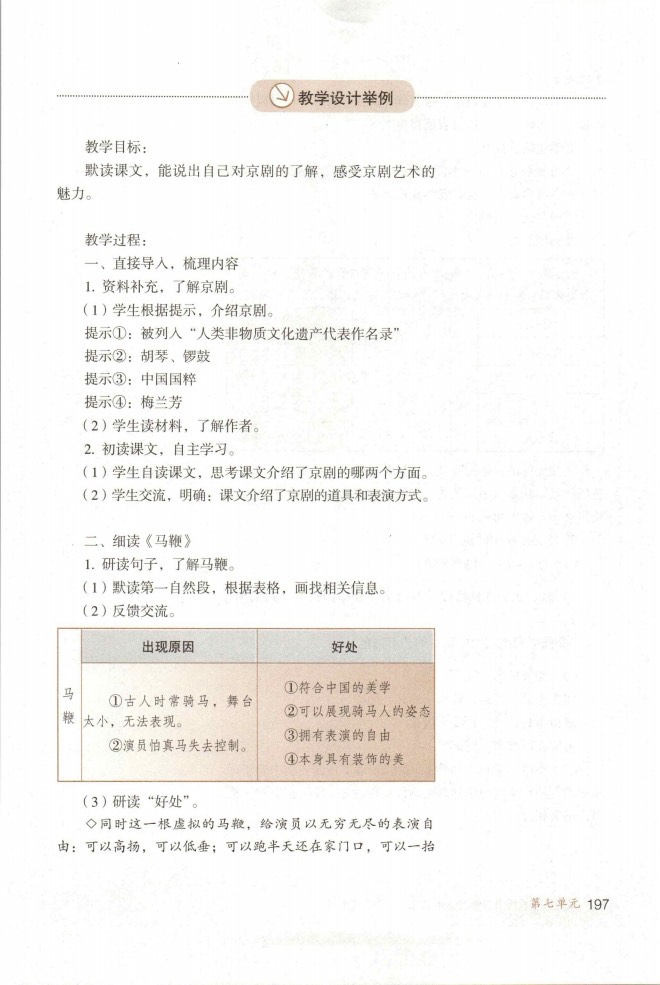 教学设计举例
教学目标：
默读课文，能说出自己对京剧的了解，感受京剧艺术的
魅力。
教学过程：
一、直接导入，梳理内容
1. 资料补充，了解京剧。
（1）学生根据提示，介绍京剧。
提示①：被列入“人类非物质文化遗产代表作名录”
提示②：胡琴、锣鼓
提示③：中国国粹
提示④：梅兰芳
（2）学生读材料，了解作者。
2. 初读课文，自主学习。
（1）学生自读课文，思考课文介绍了京剧的哪两个方面。
（2）学生交流，明确：课文介绍了京剧的道具和表演方式。
二、细读《马鞭》
1. 研读句子，了解马鞭。
（1）默读第一自然段，根据表格，画找相关信息。
（2）反馈交流。
出现原因
好处
马鞭
①古人时常骑马，舞台
太小，无法表现。
②演员怕真马失去控制。
①符合中国的美学
②可以展现骑马人的姿态
③拥有表演的自由
④本身具有装饰的美
（3）研读“好处”。
◇同时这一根虚拟的马鞭，给演员以无穷无尽的表演自
由：可以高扬，可以低垂；可以跑半天还在家门口，可以一抬
第七单元 197